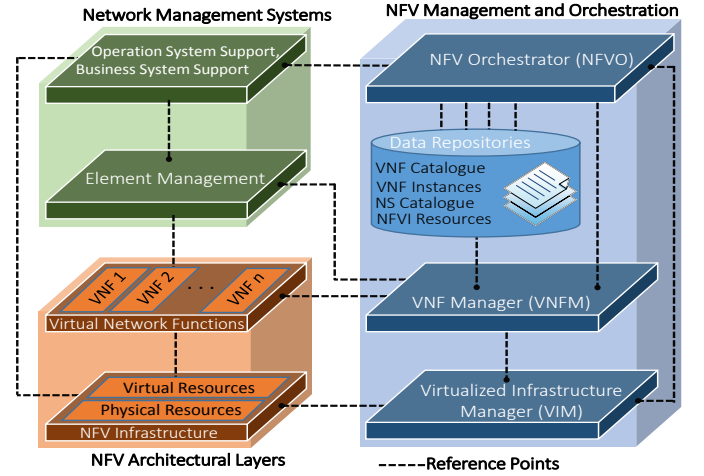 Network Management Systems
NFV Management and Orchestration
Operation System Support,
Business System Support
NFV Orchestrator (NFVO)
Data Repositories
VNF Catalogue
VNF Instances
NS Catalogue
NFVI Resources
Element Management
VNF 1
VNF 2
. . .
VNF n
Virtual Network Functions
VNF Manager (VNFM)
Virtual Resources
Physical Resources
NFV Infrastructure
Virtualized Infrastructure
Manager (VIM)
NFV Architectural Layers
Reference Points